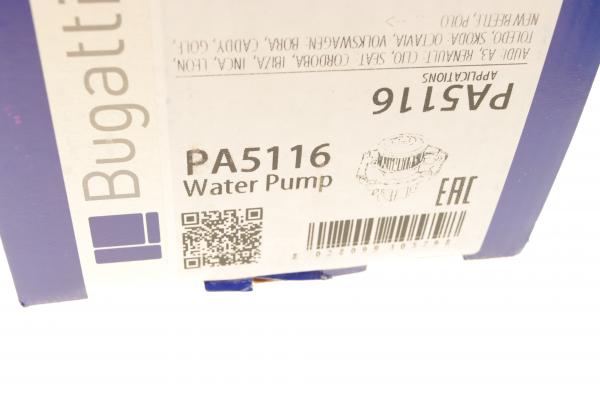 Bugatti
PA5116
Water Pump
EAC
PA5116
APPLICATIONS
AUDI: A3, RENAULT: CLIO, SEAT: CORDOBA, IBIZA, INCA, LEON,
TOLEDO, SKODA: OCTAVIA, VOLKSWAGEN: BORA, CADDY, GOLF,
NEW BEETLE, POLO